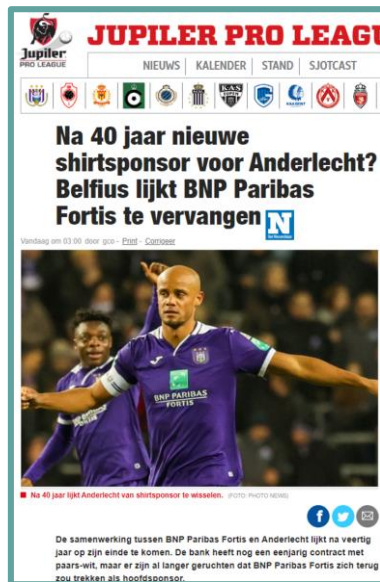 Jupiler
PRO LEAGUE
JUPILER PRO LEAGU
NIEUWS KALENDER STAND SJOTCAST
KAS
EUPEN
Na 40 jaar nieuwe
shirtsponsor voor Anderlecht?
Belfius lijkt BNP Paribas
Fortis te vervangen
N
Vandaag om 03:00 door gco - Print - Corrigeer
BNP PARIBAS
FORTIS
Na 40 jaar lijkt Anderlecht van shirtsponsor te wisselen. (FOTO: PHOTO NEWS)
De samenwerking tussen BNP Paribas Fortis en Anderlecht lijkt na veertig
jaar op zijn einde te komen. De bank heeft nog een eenjarig contract met
paars-wit, maar er zijn al langer geruchten dat BNP Paribas Fortis zich terug
zou trekken als hoofdsponsor.